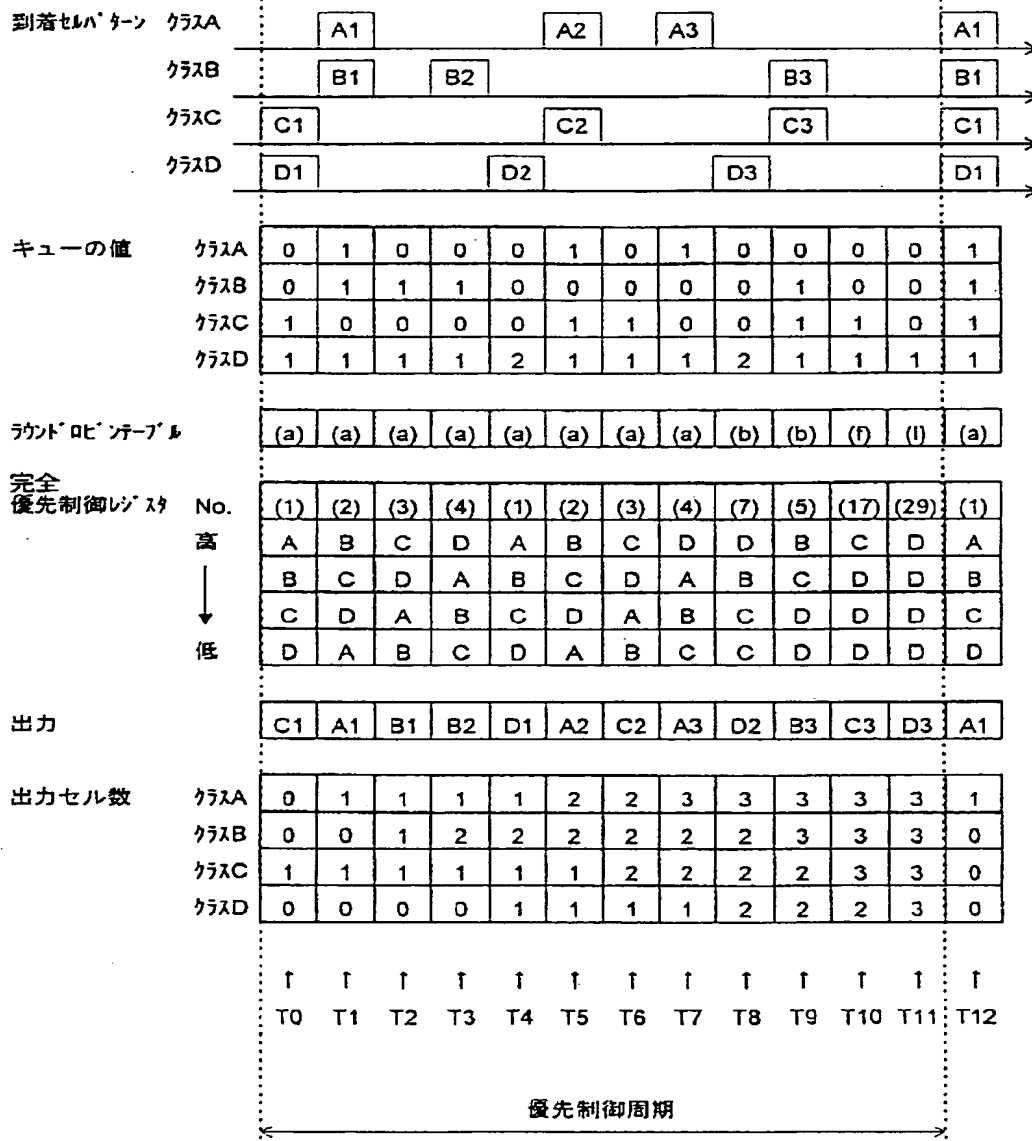 到着セルパターン クラスA A1 A2 A3 A1
クラスB B1 B2 B3 B1
クラスC C1 C2 C3 C1
クラスD D1 D2 D3 D1
キューの値 クラスA 0 1 0 0 0 1 0 1 0 0 0 0 1
クラスB 0 1 1 1 0 0 0 0 0 1 0 0 1
クラスC 1 0 0 0 0 1 1 0 0 1 1 0 1
クラスD 1 1 1 1 2 1 1 1 2 1 1 1 1
ラウンドロビンテーブル (a) (a) (a) (a) (a) (a) (a) (a) (b) (b) (f) (l) (a)
完全
優先制御レジスタ No. (1) (2) (3) (4) (1) (2) (3) (4) (7) (5) (17) (29) (1)
高 A B C D A B C D D B C D A
B C D A B C D A B C D D B
↓ C D A B C D A B C D D D C
低 D A B C D A B C C D D D D
出力 C1 A1 B1 B2 D1 A2 C2 A3 D2 B3 C3 D3 A1
出力セル数 クラスA 0 1 1 1 1 2 2 3 3 3 3 3 1
クラスB 0 0 1 2 2 2 2 2 2 3 3 3 0
クラスC 1 1 1 1 1 1 2 2 2 2 3 3 0
クラスD 0 0 0 0 1 1 1 1 2 2 2 3 0
↑ ↑ ↑ ↑ ↑ ↑ ↑ ↑ ↑ ↑ ↑ ↑ ↑
T0 T1 T2 T3 T4 T5 T6 T7 T8 T9 T10 T11 T12
優先制御周期